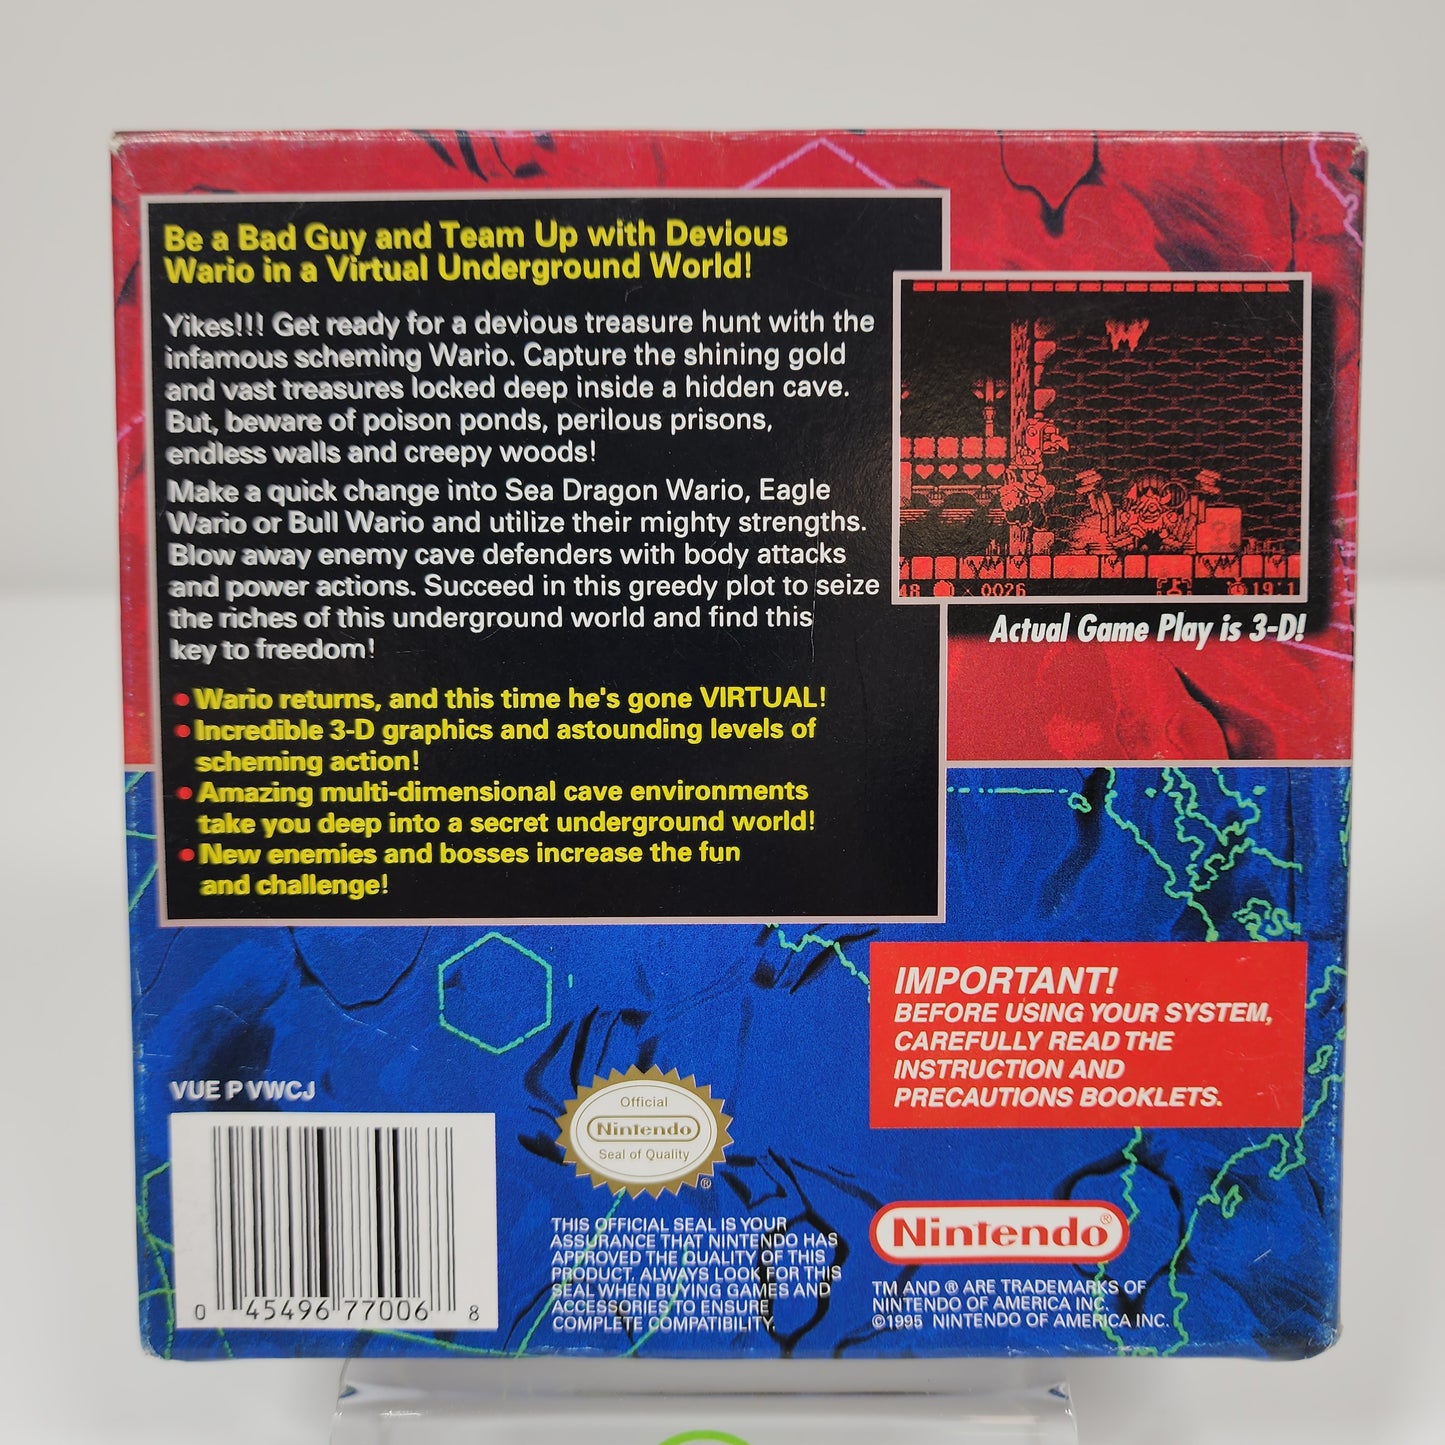 Be a Bad Guy and Team Up with Devious
Wario in a Virtual Underground World!
Yikes!!! Get ready for a devious treasure hunt with the
infamous scheming Wario. Capture the shining gold
and vast treasures locked deep inside a hidden cave.
But, beware of poison ponds, perilous prisons,
endless walls and creepy woods!
Make a quick change into Sea Dragon Wario, Eagle
Wario or Bull Wario and utilize their mighty strengths.
Blow away enemy cave defenders with body attacks
and power actions. Succeed in this greedy plot to seize
the riches of this underground world and find this
key to freedom!
• Wario returns, and this time he's gone VIRTUAL!
• Incredible 3-D graphics and astounding levels of
scheming action!
• Amazing multi-dimensional cave environments
take you deep into a secret underground world!
• New enemies and bosses increase the fun
and challenge!
48 × 0026 19:1
Actual Game Play is 3-D!
IMPORTANT!
BEFORE USING YOUR SYSTEM,
CAREFULLY READ THE
INSTRUCTION AND
PRECAUTIONS BOOKLETS.
VUE P VWCJ
0 45496 77006 8
Official
Nintendo
Seal of Quality
®
THIS OFFICIAL SEAL IS YOUR
ASSURANCE THAT NINTENDO HAS
APPROVED THE QUALITY OF THIS
PRODUCT. ALWAYS LOOK FOR THIS
SEAL WHEN BUYING GAMES AND
ACCESSORIES TO ENSURE
COMPLETE COMPATIBILITY.
Nintendo®
TM AND ® ARE TRADEMARKS OF
NINTENDO OF AMERICA INC.
©1995 NINTENDO OF AMERICA INC.